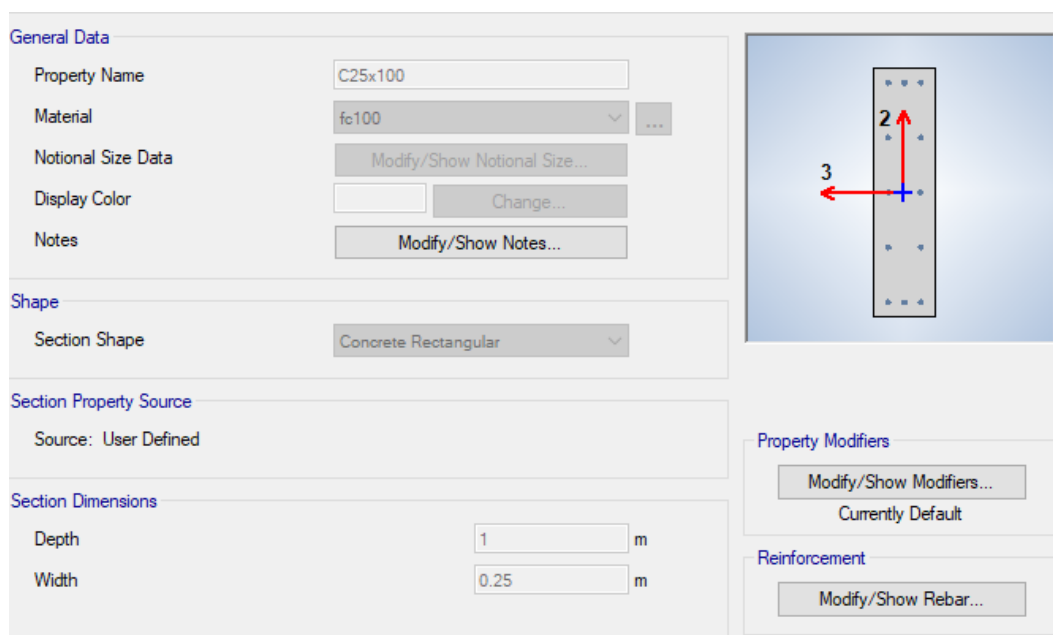 General Data
Property Name C25x100
Material fc100 ...
Notional Size Data Modify/Show Notional Size...
Display Color Change...
Notes Modify/Show Notes...
Shape
Section Shape Concrete Rectangular
Section Property Source
Source: User Defined
Section Dimensions
Depth 1 m
Width 0.25 m
2
3
Property Modifiers
Modify/Show Modifiers...
Currently Default
Reinforcement
Modify/Show Rebar...